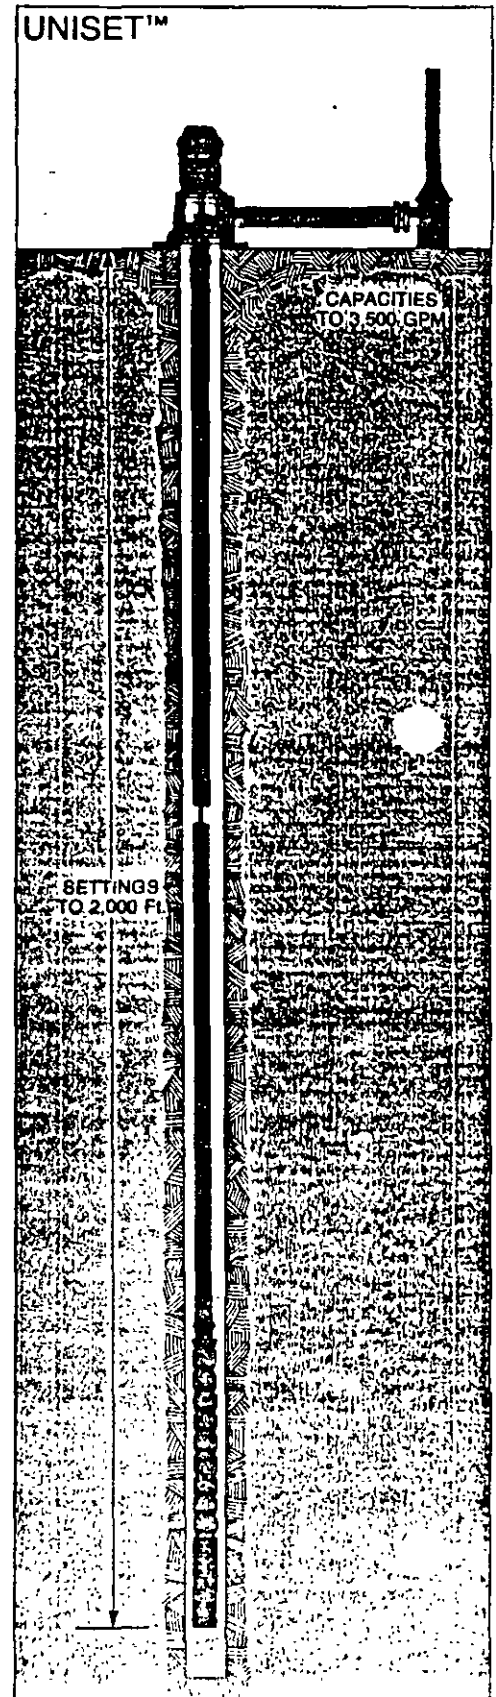 UNISET™
CAPACITIES
TO 3,500 GPM
SETTINGS
TO 2,000 Ft.